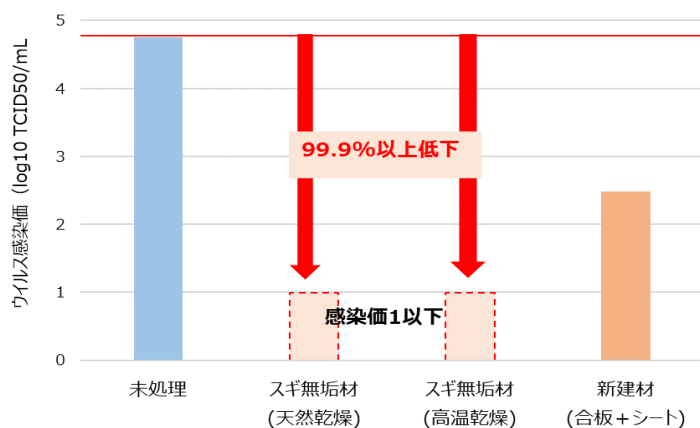 ウイルス感染価（log10 TCID50/mL
5
4
3
2
1
0
99.9%以上低下
感染価1以下
未処理
スギ無垢材
(天然乾燥)
スギ無垢材
(高温乾燥)
新建材
(合板＋シート)